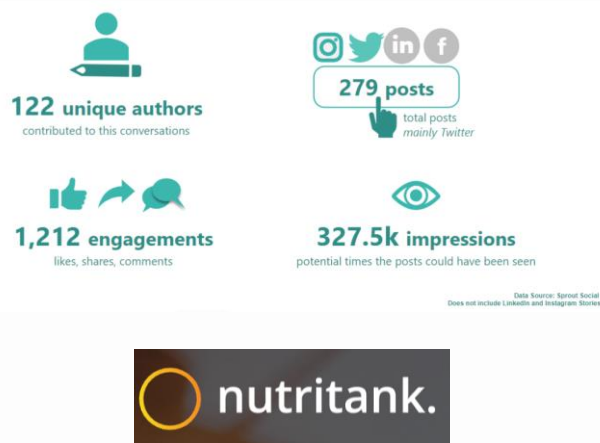 122 unique authors
contributed to this conversations
279 posts
total posts
mainly Twitter
1,212 engagements
likes, shares, comments
327.5k impressions
potential times the posts could have been seen
Data Source: Sprout Social
Does not include LinkedIn and Instagram Stories
nutritank.